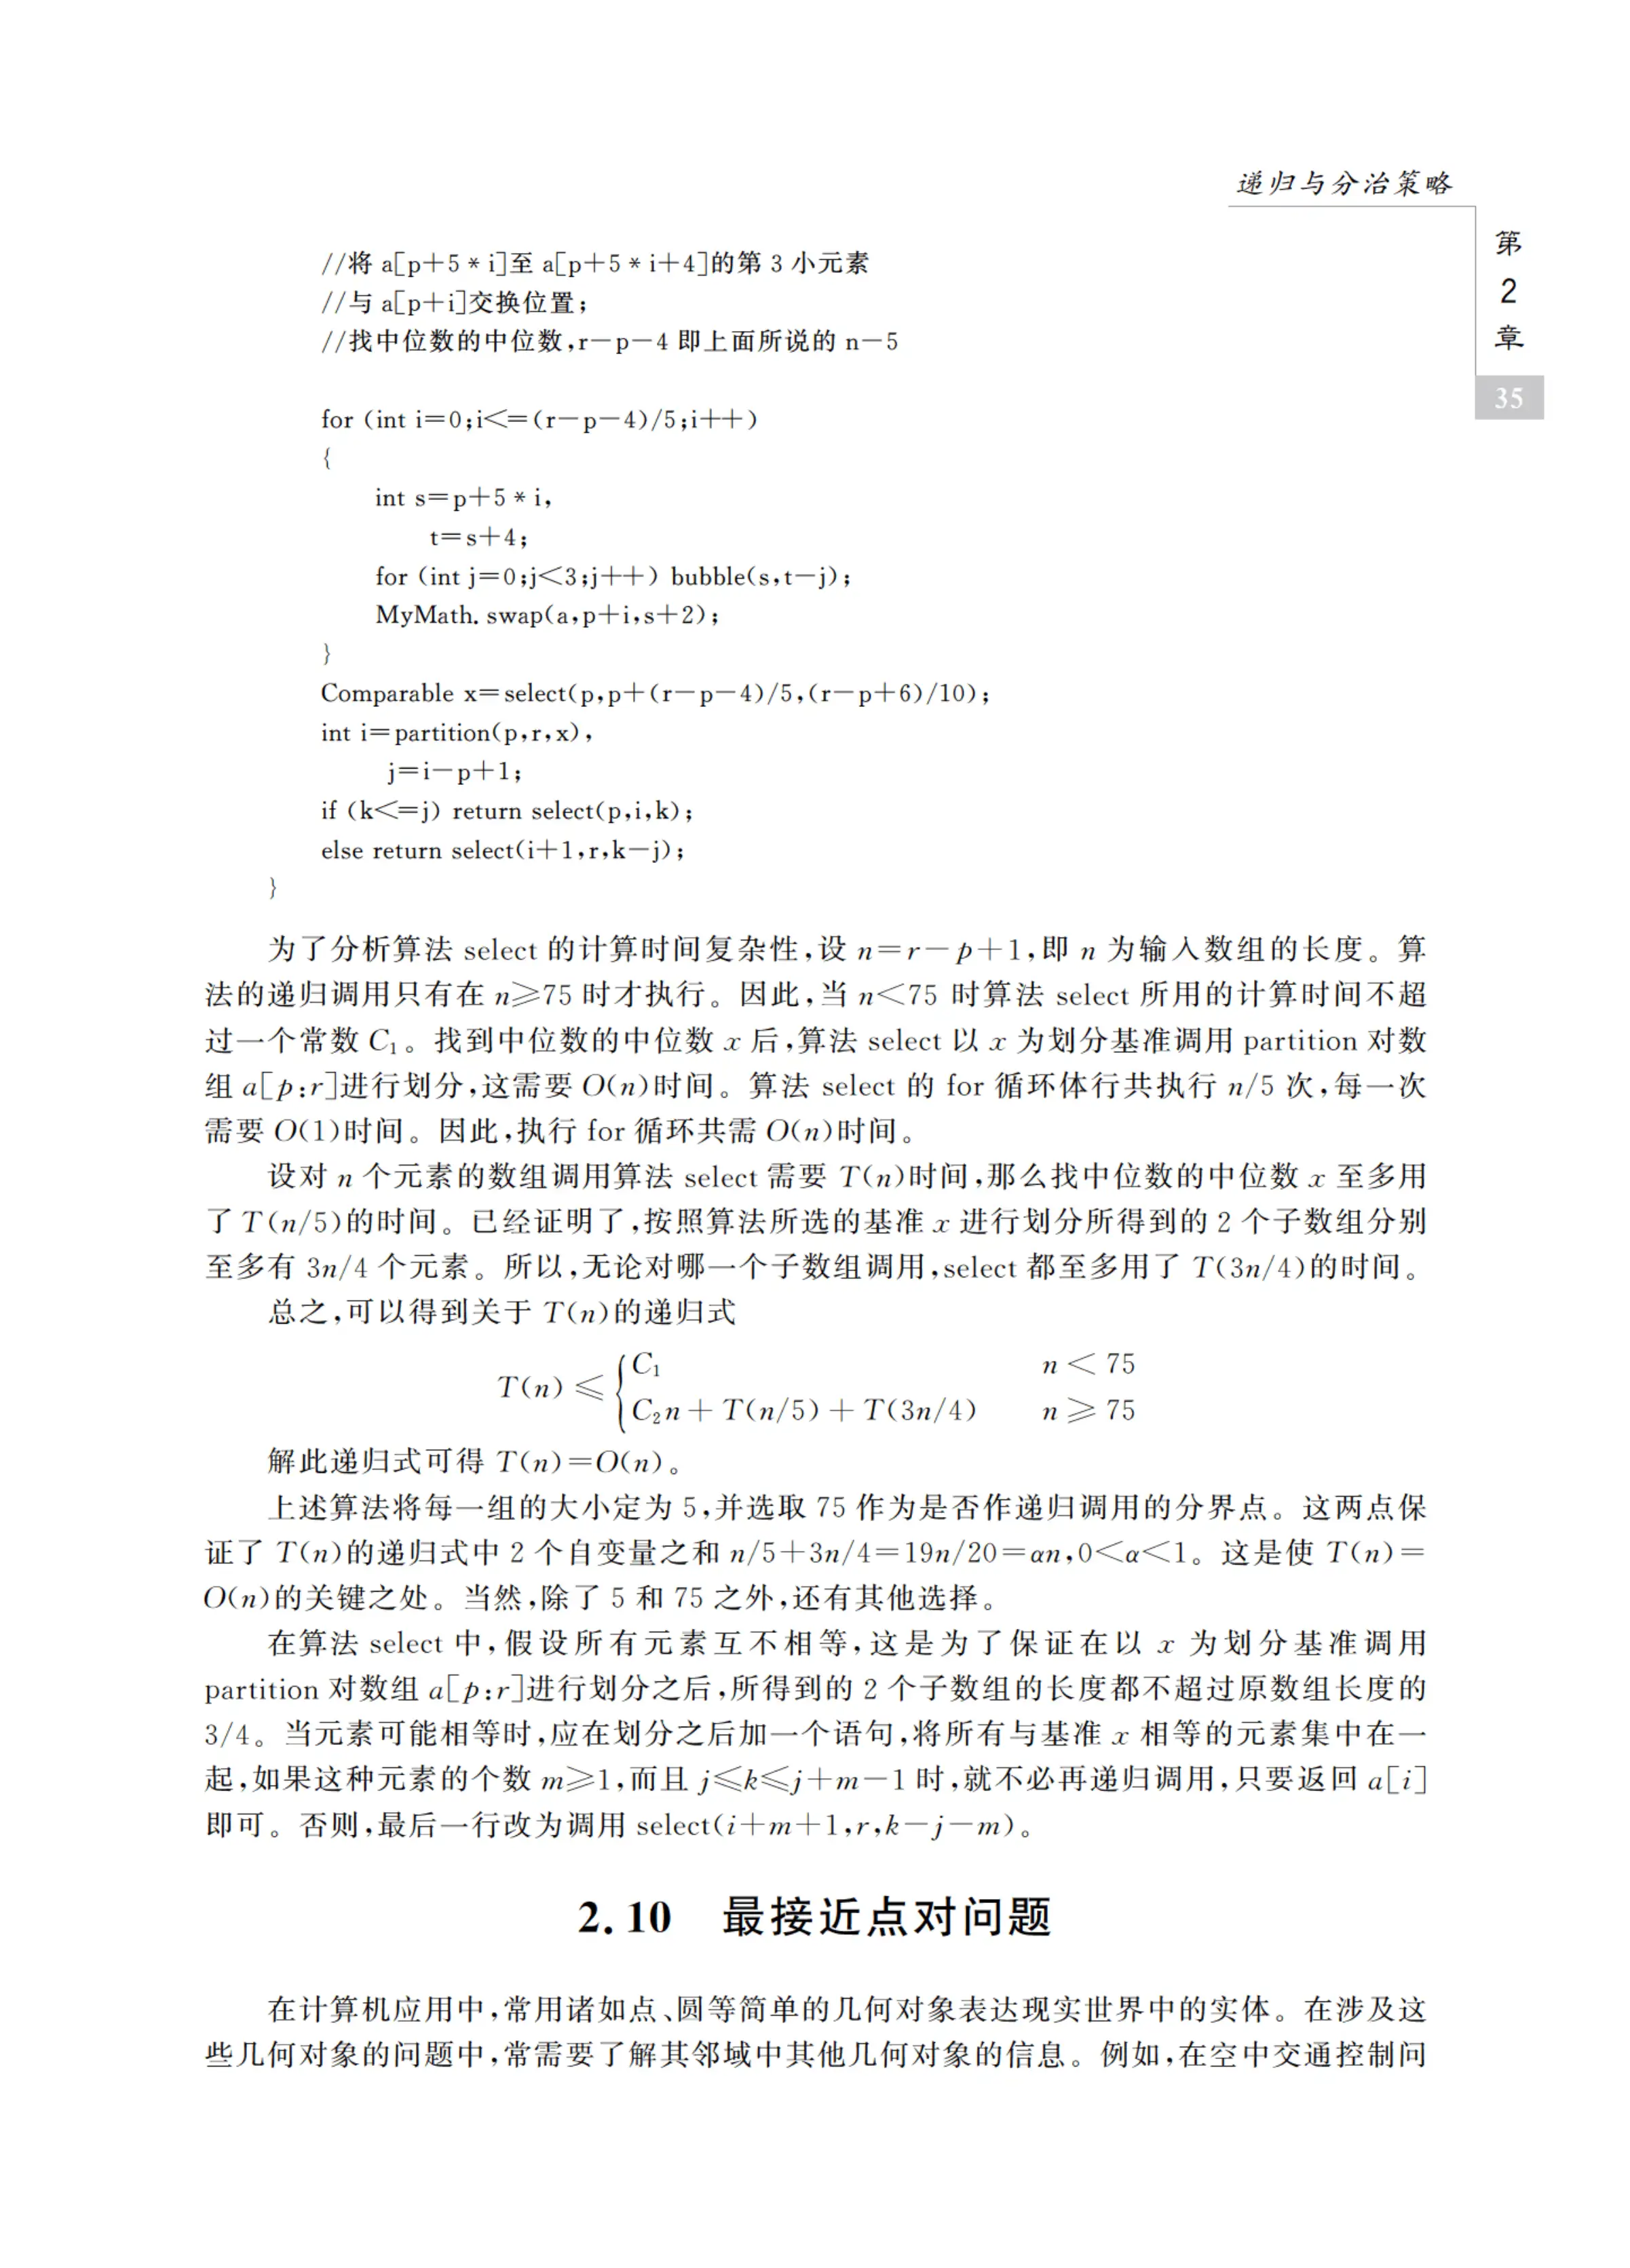 递归与分治策略
第
2
章
35
//将 a[p+5*i]至 a[p+5*i+4]的第 3 小元素
//与 a[p+i]交换位置;
//找中位数的中位数,r-p-4 即上面所说的 n-5
for (int i=0;i<=(r-p-4)/5;i++)
{
int s=p+5*i,
t=s+4;
for (int j=0;j<3;j++) bubble(s,t-j);
MyMath.swap(a,p+i,s+2);
}
Comparable x=select(p,p+(r-p-4)/5,(r-p+6)/10);
int i=partition(p,r,x),
j=i-p+1;
if (k<=j) return select(p,i,k);
else return select(i+1,r,k-j);
}
为了分析算法 select 的计算时间复杂性,设 n=r-p+1,即 n 为输入数组的长度。算
法的递归调用只有在 n≥75 时才执行。因此,当 n<75 时算法 select 所用的计算时间不超
过一个常数 C₁。找到中位数的中位数 x 后,算法 select 以 x 为划分基准调用 partition 对数
组 a[p:r]进行划分,这需要 O(n)时间。算法 select 的 for 循环体行共执行 n/5 次,每一次
需要 O(1)时间。因此,执行 for 循环共需 O(n)时间。
设对 n 个元素的数组调用算法 select 需要 T(n)时间,那么找中位数的中位数 x 至多用
了 T(n/5)的时间。已经证明了,按照算法所选的基准 x 进行划分所得到的 2 个子数组分别
至多有 3n/4 个元素。所以,无论对哪一个子数组调用,select 都至多用了 T(3n/4)的时间。
总之,可以得到关于 T(n)的递归式
T(n) ≤ { C₁ n < 75
C₂n + T(n/5) + T(3n/4) n ≥ 75
解此递归式可得 T(n)=O(n)。
上述算法将每一组的大小定为 5,并选取 75 作为是否作递归调用的分界点。这两点保
证了 T(n)的递归式中 2 个自变量之和 n/5+3n/4=19n/20=αn,0<α<1。这是使 T(n)=
O(n)的关键之处。当然,除了 5 和 75 之外,还有其他选择。
在算法 select 中,假设所有元素互不相等,这是为了保证在以 x 为划分基准调用
partition 对数组 a[p:r]进行划分之后,所得到的 2 个子数组的长度都不超过原数组长度的
3/4。当元素可能相等时,应在划分之后加一个语句,将所有与基准 x 相等的元素集中在一
起,如果这种元素的个数 m≥1,而且 j≤k≤j+m-1 时,就不必再递归调用,只要返回 a[i]
即可。否则,最后一行改为调用 select(i+m+1,r,k-j-m)。
2.10 最接近点对问题
在计算机应用中,常用诸如点、圆等简单的几何对象表达现实世界中的实体。在涉及这
些几何对象的问题中,常需要了解其邻域中其他几何对象的信息。例如,在空中交通控制问